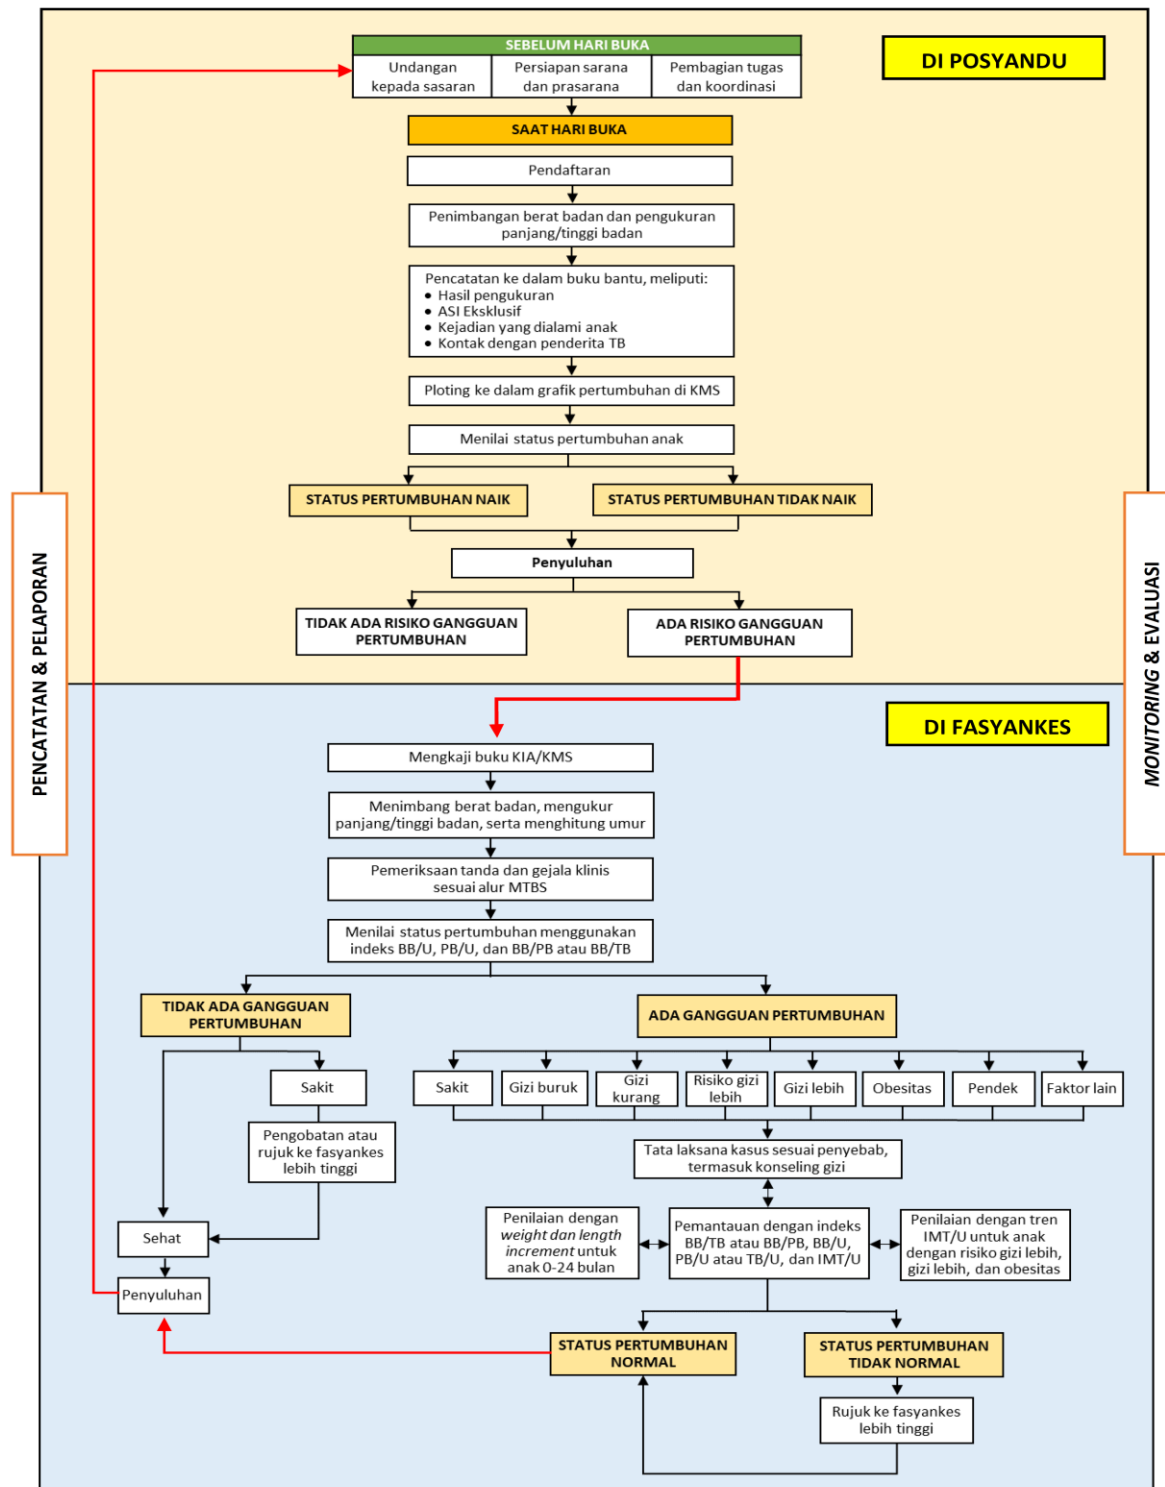 SEBELUM HARI BUKA
DI POSYANDU
Undangan
kepada sasaran
Persiapan sarana
dan prasarana
Pembagian tugas
dan koordinasi
SAAT HARI BUKA
Pendaftaran
Penimbangan berat badan dan pengukuran
panjang/tinggi badan
Pencatatan ke dalam buku bantu, meliputi:
• Hasil pengukuran
• ASI Eksklusif
• Kejadian yang dialami anak
• Kontak dengan penderita TB
Ploting ke dalam grafik pertumbuhan di KMS
Menilai status pertumbuhan anak
STATUS PERTUMBUHAN NAIK
STATUS PERTUMBUHAN TIDAK NAIK
Penyuluhan
TIDAK ADA RISIKO GANGGUAN
PERTUMBUHAN
ADA RISIKO GANGGUAN
PERTUMBUHAN
PENCATATAN & PELAPORAN
MONITORING & EVALUASI
DI FASYANKES
Mengkaji buku KIA/KMS
Menimbang berat badan, mengukur
panjang/tinggi badan, serta menghitung umur
Pemeriksaan tanda dan gejala klinis
sesuai alur MTBS
Menilai status pertumbuhan menggunakan
indeks BB/U, PB/U, dan BB/PB atau BB/TB
TIDAK ADA GANGGUAN
PERTUMBUHAN
ADA GANGGUAN PERTUMBUHAN
Sakit
Sakit
Gizi buruk
Gizi
kurang
Risiko gizi
lebih
Gizi lebih
Obesitas
Pendek
Faktor lain
Pengobatan atau
rujuk ke fasyankes
lebih tinggi
Tata laksana kasus sesuai penyebab,
termasuk konseling gizi
Sehat
Penyuluhan
Penilaian dengan
weight dan length
increment untuk
anak 0-24 bulan
Pemantauan dengan indeks
BB/TB atau BB/PB, BB/U,
PB/U atau TB/U, dan IMT/U
Penilaian dengan tren
IMT/U untuk anak
dengan risiko gizi lebih,
gizi lebih, dan obesitas
STATUS PERTUMBUHAN
NORMAL
STATUS PERTUMBUHAN
TIDAK NORMAL
Rujuk ke fasyankes
lebih tinggi